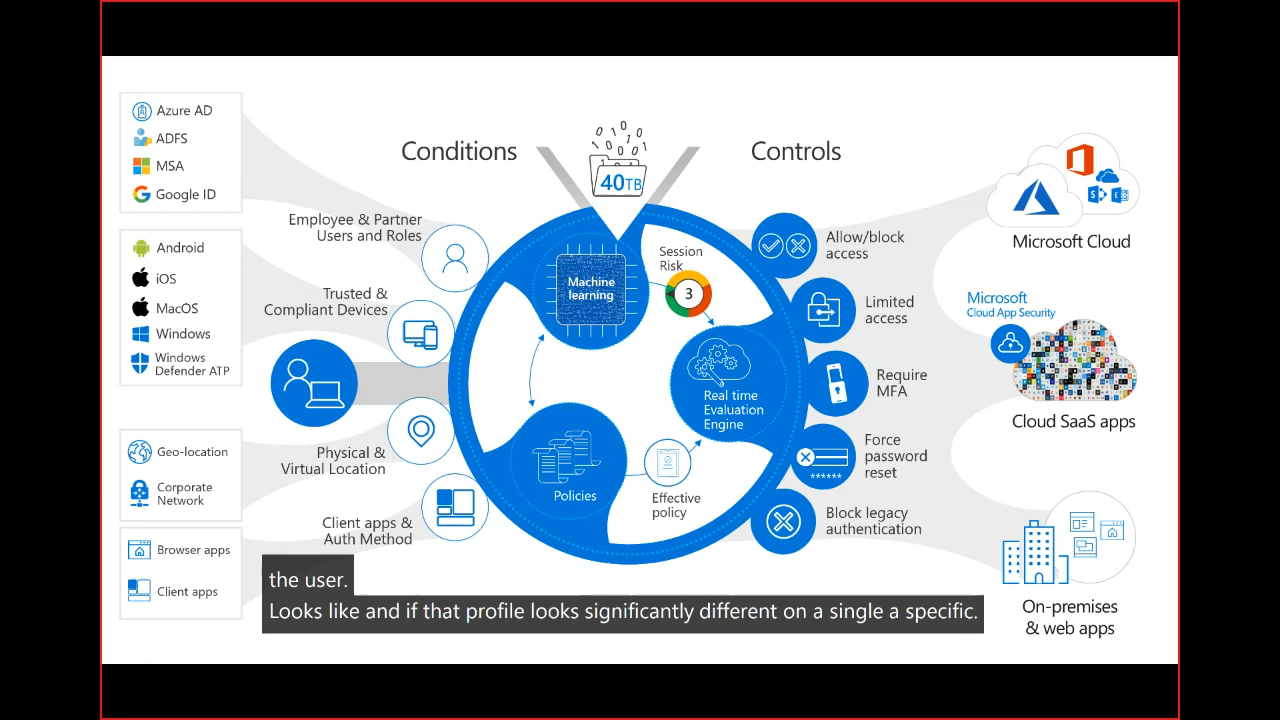 Azure AD
ADFS
MSA
Google ID
Android
iOS
MacOS
Windows
Windows
Defender ATP
Geo-location
Corporate
Network
Browser apps
Client apps
Conditions
Employee & Partner
Users and Roles
Trusted &
Compliant Devices
Physical &
Virtual Location
Client apps &
Auth Method
40TB
Machine
learning
Session
Risk
3
Real time
Evaluation
Engine
Policies
Effective
policy
Controls
Allow/block
access
Limited
access
Require
MFA
Force
password
reset
Block legacy
authentication
Microsoft Cloud
Microsoft
Cloud App Security
Cloud SaaS apps
On-premises
& web apps
the user.
Looks like and if that profile looks significantly different on a single a specific.